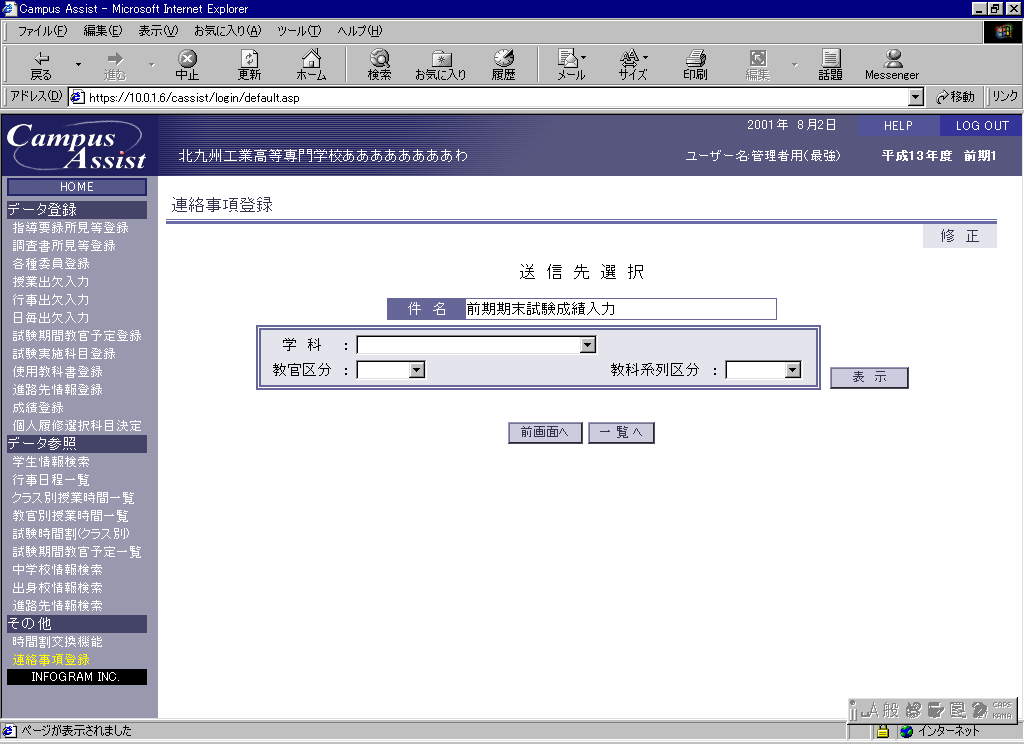 Campus Assist - Microsoft Internet Explorer
ファイル(F) 編集(E) 表示(V) お気に入り(A) ツール(T) ヘルプ(H)
戻る 進む 中止 更新 ホーム 検索 お気に入り 履歴 メール サイズ 印刷 編集 話題 Messenger
アドレス(D) https://10.0.1.6/cassist/login/default.asp 移動 リンク
Campus Assist
2001年 8月2日 HELP LOG OUT
北九州工業高等専門学校あああああああああわ ユーザー名:管理者用(最強) 平成13年度 前期1
HOME
データ登録
指導要録所見等登録
調査書所見等登録
各種委員登録
授業出欠入力
行事出欠入力
日毎出欠入力
試験期間教官予定登録
試験実施科目登録
使用教科書登録
進路先情報登録
成績登録
個人履修選択科目決定
データ参照
学生情報検索
行事日程一覧
クラス別授業時間一覧
教官別授業時間一覧
試験時間割(クラス別)
試験期間教官予定一覧
中学校情報検索
出身校情報検索
進路先情報検索
その他
時間割交換機能
連絡事項登録
INFOGRAM INC.
連絡事項登録
修 正
送 信 先 選 択
件 名 前期期末試験成績入力
学 科 :
教官区分 : 教科系列区分 :
表 示
前画面へ 一 覧 へ
A 般 CAPS KANA
ページが表示されました インターネット